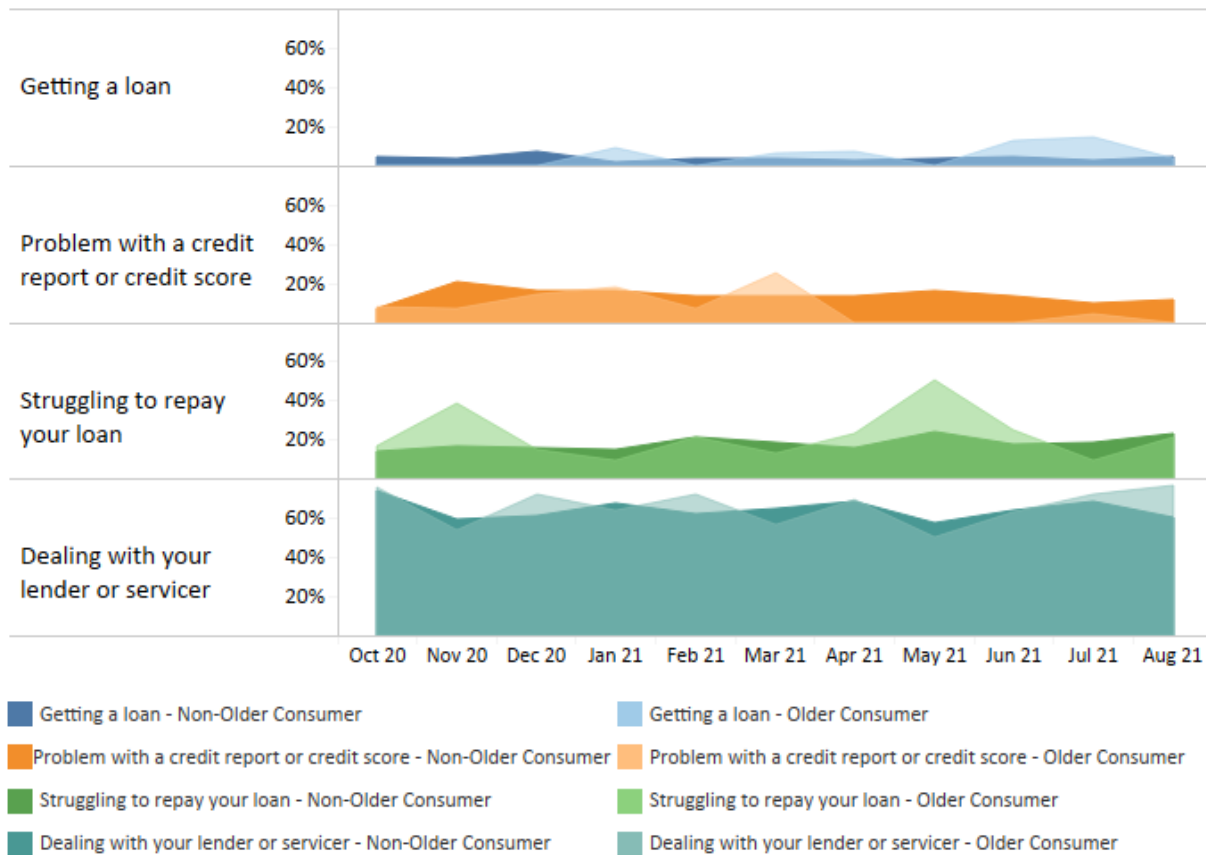 60%
40%
20%
Getting a loan
60%
40%
20%
Problem with a credit
report or credit score
60%
40%
20%
Struggling to repay
your loan
60%
40%
20%
Dealing with your
lender or servicer
Oct 20 Nov 20 Dec 20 Jan 21 Feb 21 Mar 21 Apr 21 May 21 Jun 21 Jul 21 Aug 21
Getting a loan - Non-Older Consumer Getting a loan - Older Consumer
Problem with a credit report or credit score - Non-Older Consumer Problem with a credit report or credit score - Older Consumer
Struggling to repay your loan - Non-Older Consumer Struggling to repay your loan - Older Consumer
Dealing with your lender or servicer - Non-Older Consumer Dealing with your lender or servicer - Older Consumer